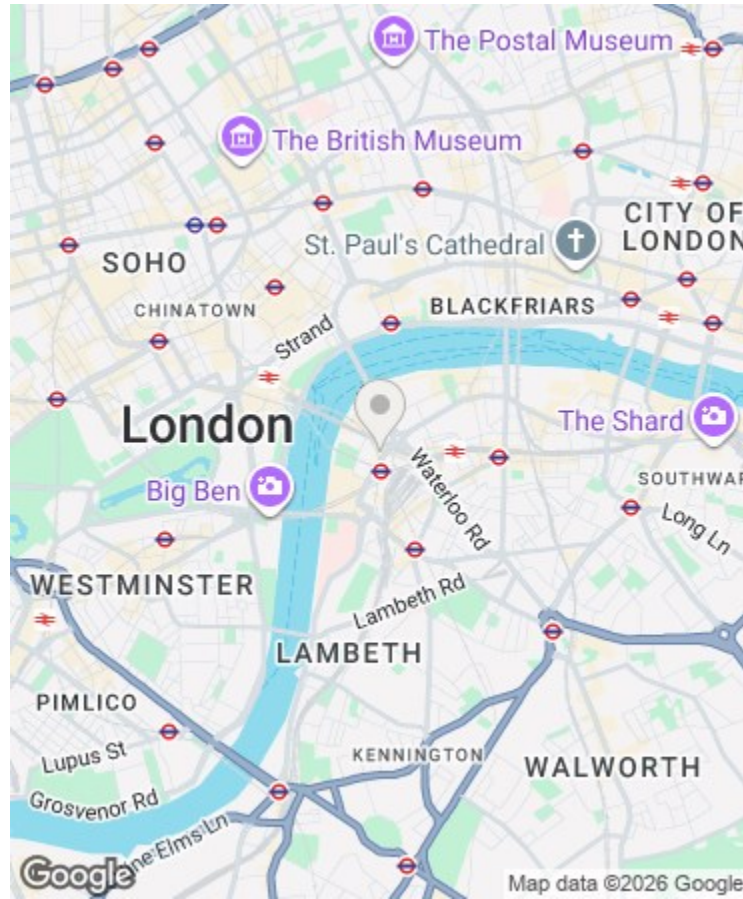 The Postal Museum
The British Museum
CITY OF
LONDON
St. Paul's Cathedral
SOHO
CHINATOWN
BLACKFRIARS
Strand
London
The Shard
Big Ben
Waterloo Rd
SOUTHWAR
Long Ln
WESTMINSTER
Lambeth Rd
LAMBETH
PIMLICO
Lupus St
KENNINGTON
WALWORTH
Grosvenor Rd
ine Elms Ln
Google
Map data ©2026 Google